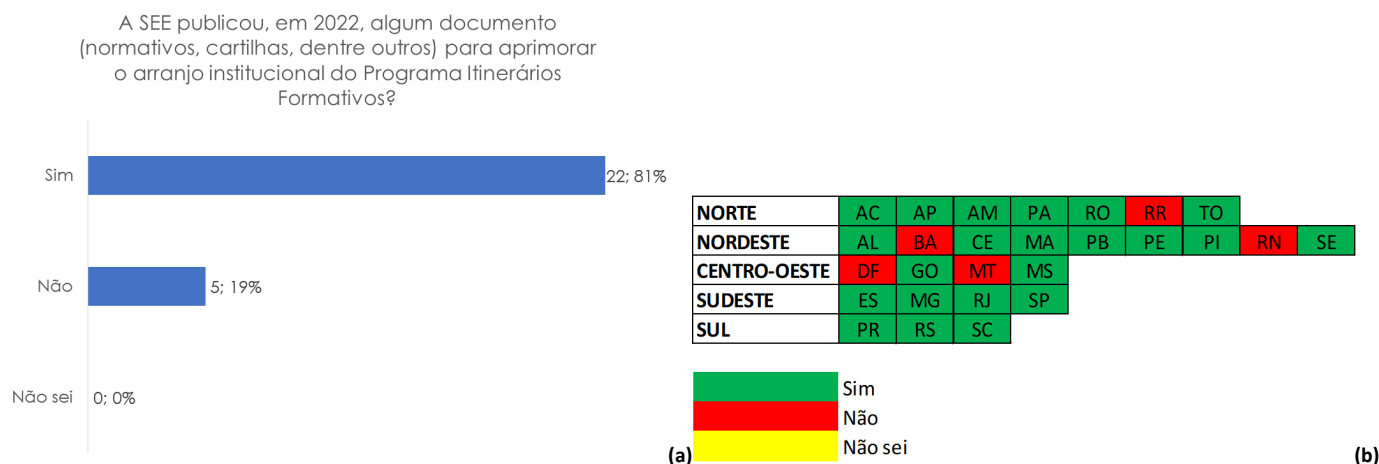 A SEE publicou, em 2022, algum documento
(normativos, cartilhas, dentre outros) para aprimorar
o arranjo institucional do Programa Itinerários
Formativos?
Sim
22; 81%
Não
5; 19%
Não sei
0; 0%
(a)
NORTE AC AP AM PA RO RR TO
NORDESTE AL BA CE MA PB PE PI RN SE
CENTRO-OESTE DF GO MT MS
SUDESTE ES MG RJ SP
SUL PR RS SC
Sim
Não
Não sei
(b)